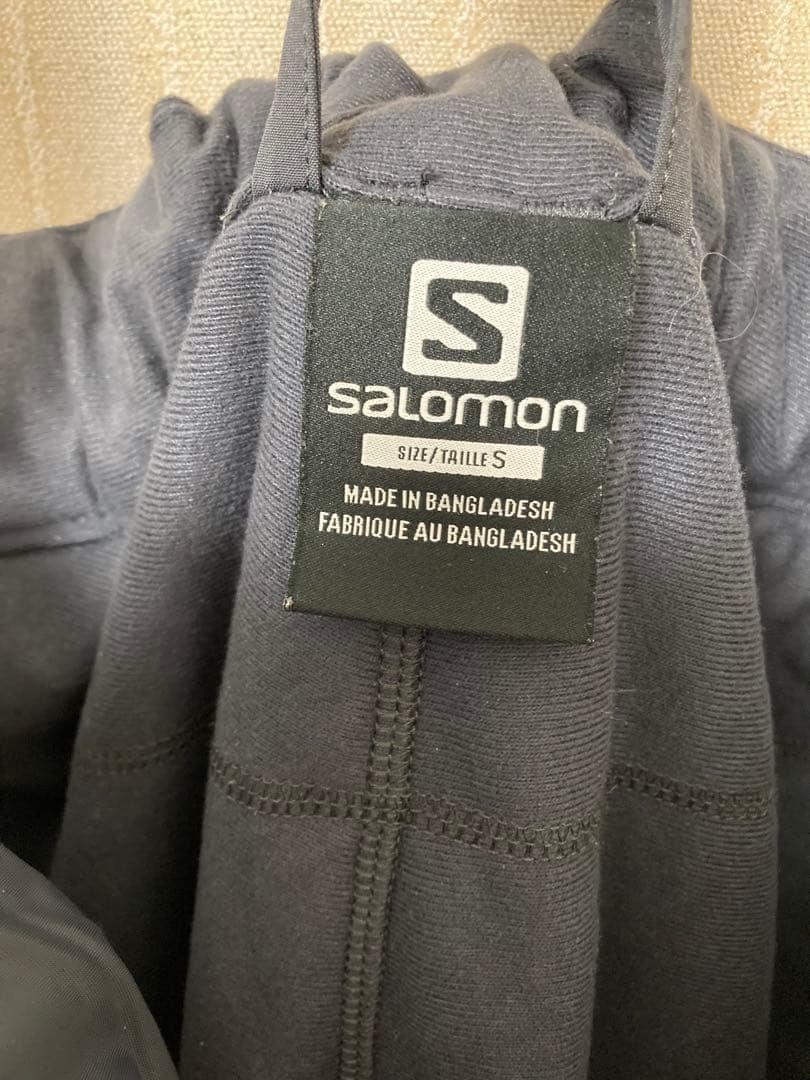 S
salomon
SIZE/TAILLE S
MADE IN BANGLADESH
FABRIQUE AU BANGLADESH